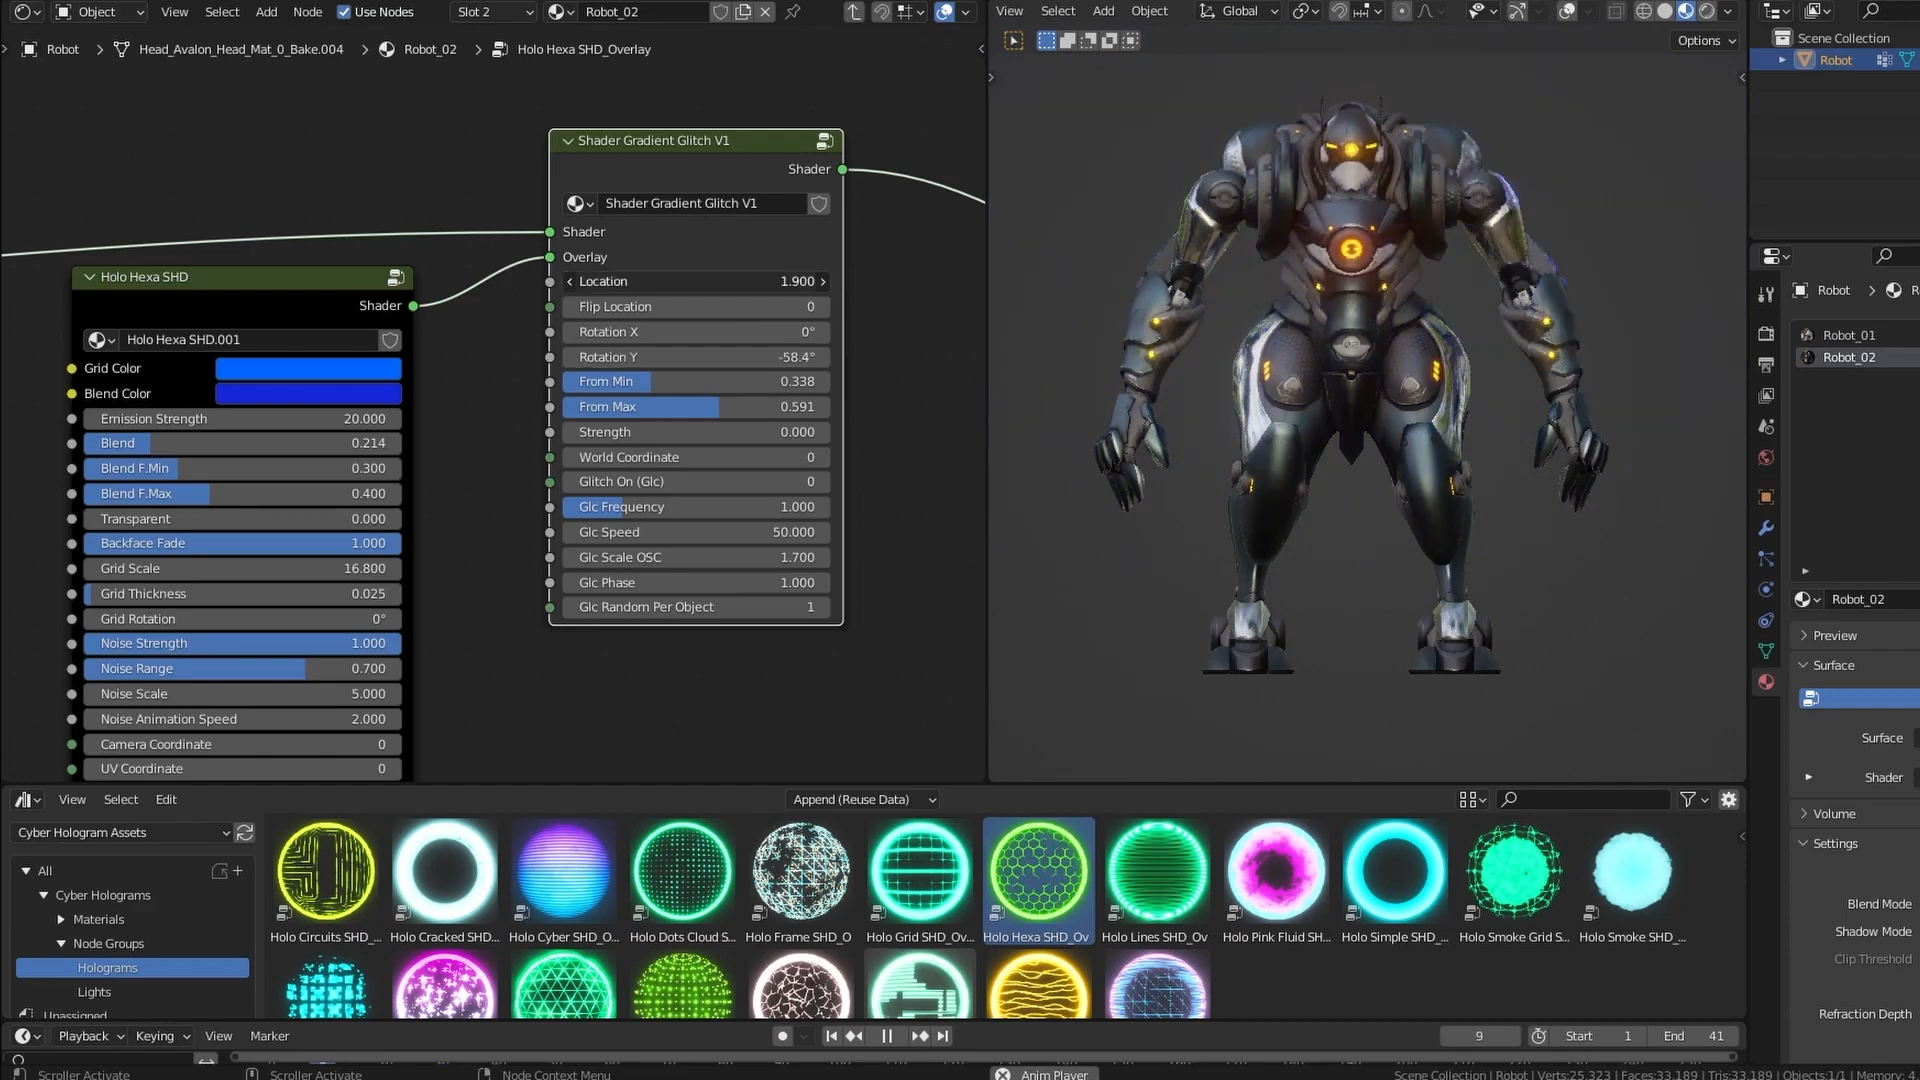 Object View Select Add Node Use Nodes Slot 2 Robot_02
Robot Head_Avalon_Head_Mat_0_Bake.004 Robot_02 Holo Hexa SHD_Overlay
Shader Gradient Glitch V1
Shader
Shader Gradient Glitch V1
Shader
Overlay
Location 1.900
Flip Location 0
Rotation X 0°
Rotation Y -58.4°
From Min 0.338
From Max 0.591
Strength 0.000
World Coordinate 0
Glitch On (Glc) 0
Glc Frequency 1.000
Glc Speed 50.000
Glc Scale OSC 1.700
Glc Phase 1.000
Glc Random Per Object 1
Holo Hexa SHD
Shader
Holo Hexa SHD.001
Grid Color
Blend Color
Emission Strength 20.000
Blend 0.214
Blend F.Min 0.300
Blend F.Max 0.400
Transparent 0.000
Backface Fade 1.000
Grid Scale 16.800
Grid Thickness 0.025
Grid Rotation 0°
Noise Strength 1.000
Noise Range 0.700
Noise Scale 5.000
Noise Animation Speed 2.000
Camera Coordinate 0
UV Coordinate 0
View Select Add Object Global
Options
02
Scene Collection
Robot
Robot R
Robot_01
Robot_02
Robot_02
Preview
Surface
Surface
Shader
Volume
Settings
Blend Mode
Shadow Mode
Clip Threshold
Refraction Depth
View Select Edit Append (Reuse Data)
Cyber Hologram Assets
All
Cyber Holograms
Materials
Node Groups
Holograms
Lights
Unassigned
Holo Circuits SHD_... Holo Cracked SHD... Holo Cyber SHD_O... Holo Dots Cloud S... Holo Frame SHD_O Holo Grid SHD_Ov... Holo Hexa SHD_Ov Holo Lines SHD_Ov Holo Pink Fluid SH... Holo Simple SHD_... Holo Smoke Grid S... Holo Smoke SHD_...
Playback Keying View Marker 9 Start 1 End 41
Scroller Activate Scroller Activate Node Context Menu Anim Player Scene Collection | Robot | Verts:25,323 | Faces:33,189 | Tris:33,189 | Objects:1/1 | Memory: 4